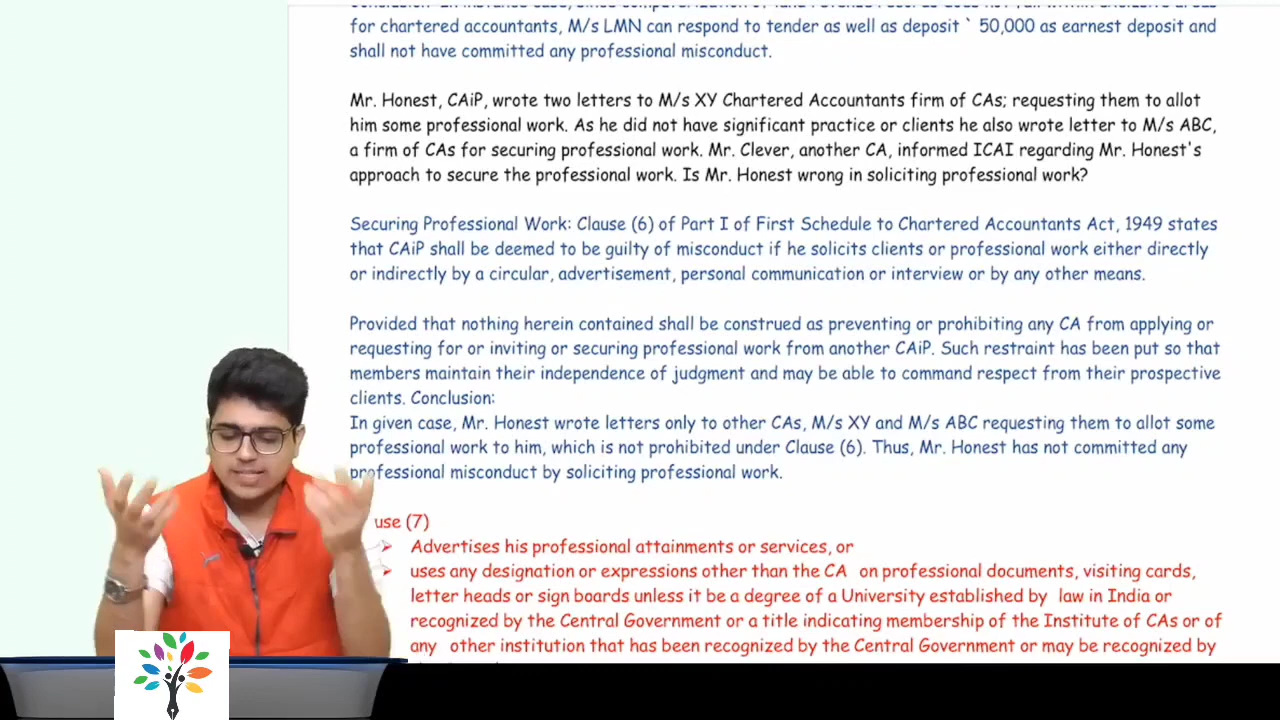 for chartered accountants, M/s LMN can respond to tender as well as deposit ` 50,000 as earnest deposit and
shall not have committed any professional misconduct.
Mr. Honest, CAiP, wrote two letters to M/s XY Chartered Accountants firm of CAs; requesting them to allot
him some professional work. As he did not have significant practice or clients he also wrote letter to M/s ABC,
a firm of CAs for securing professional work. Mr. Clever, another CA, informed ICAI regarding Mr. Honest's
approach to secure the professional work. Is Mr. Honest wrong in soliciting professional work?
Securing Professional Work: Clause (6) of Part I of First Schedule to Chartered Accountants Act, 1949 states
that CAiP shall be deemed to be guilty of misconduct if he solicits clients or professional work either directly
or indirectly by a circular, advertisement, personal communication or interview or by any other means.
Provided that nothing herein contained shall be construed as preventing or prohibiting any CA from applying or
requesting for or inviting or securing professional work from another CAiP. Such restraint has been put so that
members maintain their independence of judgment and may be able to command respect from their prospective
clients. Conclusion:
In given case, Mr. Honest wrote letters only to other CAs, M/s XY and M/s ABC requesting them to allot some
professional work to him, which is not prohibited under Clause (6). Thus, Mr. Honest has not committed any
professional misconduct by soliciting professional work.
use (7)
➢ Advertises his professional attainments or services, or
➢ uses any designation or expressions other than the CA on professional documents, visiting cards,
letter heads or sign boards unless it be a degree of a University established by law in India or
recognized by the Central Government or a title indicating membership of the Institute of CAs or of
any other institution that has been recognized by the Central Government or may be recognized by